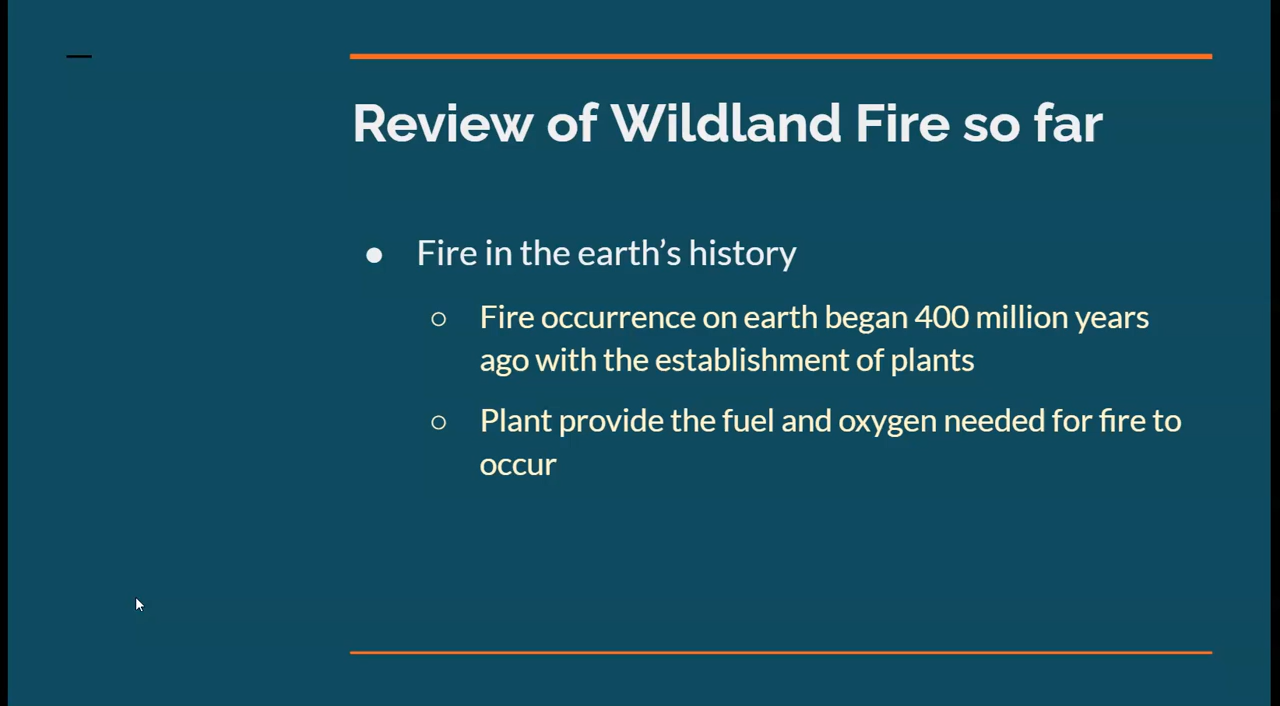 Review of Wildland Fire so far
● Fire in the earth’s history
○ Fire occurrence on earth began 400 million years
ago with the establishment of plants
○ Plant provide the fuel and oxygen needed for fire to
occur